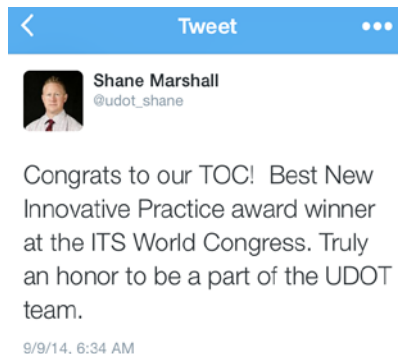 Tweet
Shane Marshall
@udot_shane
Congrats to our TOC!  Best New
Innovative Practice award winner
at the ITS World Congress. Truly
an honor to be a part of the UDOT
team.
9/9/14, 6:34 AM